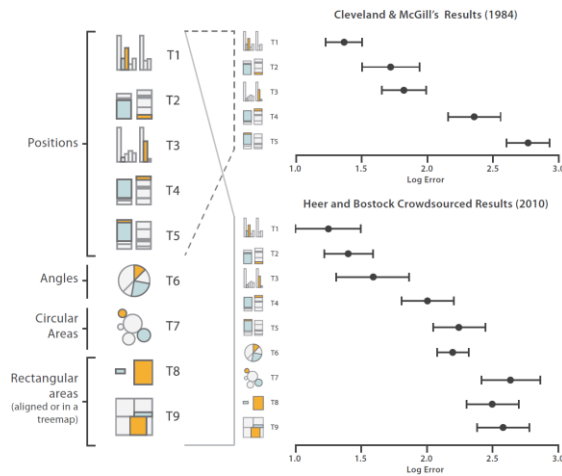 Positions
T1
T2
T3
T4
T5
Angles
T6
Circular
Areas
T7
Rectangular
areas
(aligned or in a
treemap)
T8
T9
Cleveland & McGill's Results (1984)
T1
T2
T3
T4
T5
1.0 1.5 2.0 2.5 3.0
Log Error
Heer and Bostock Crowdsourced Results (2010)
T1
T2
T3
T4
T5
T6
T7
T8
T9
1.0 1.5 2.0 2.5 3.0
Log Error